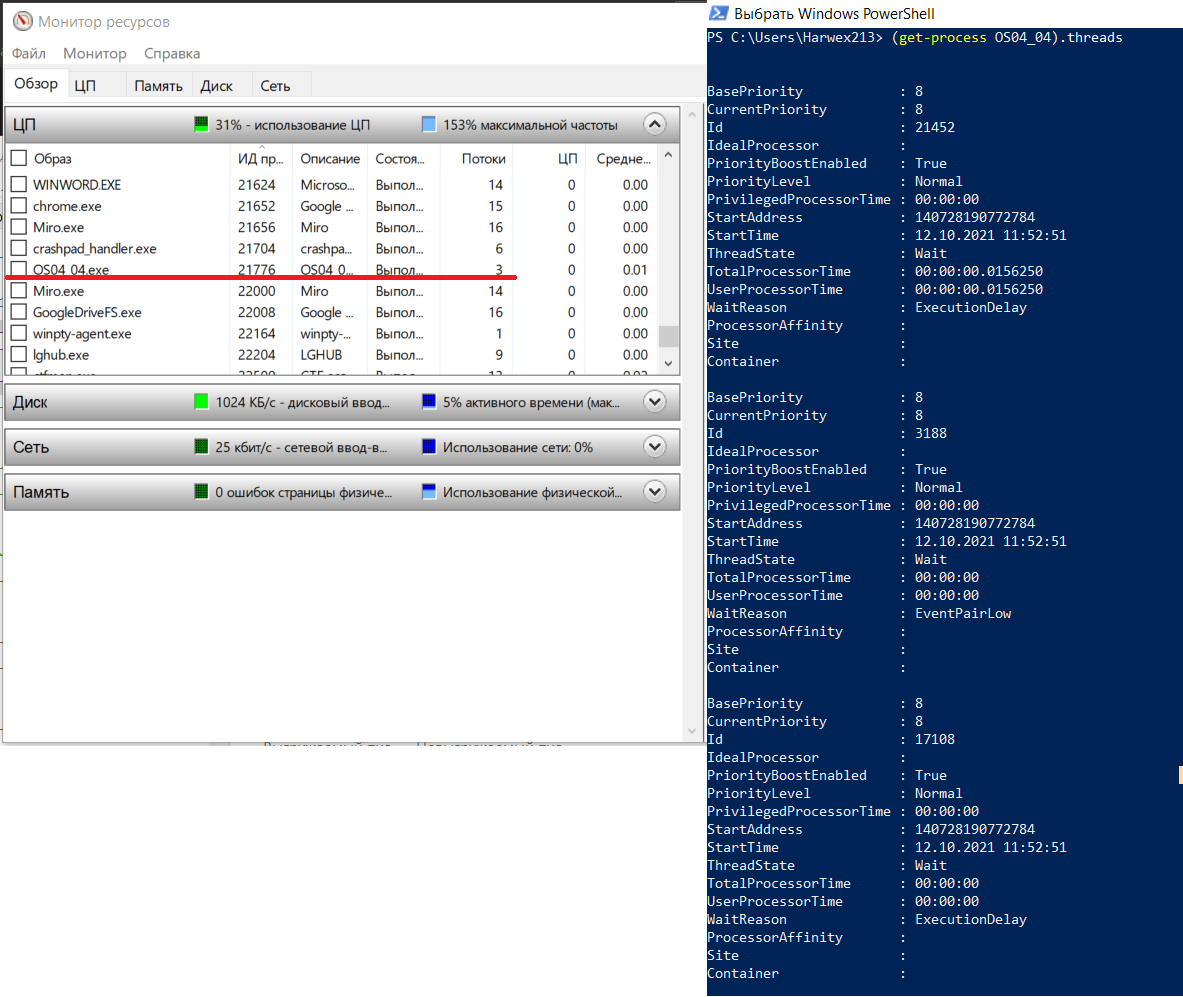 Монитор ресурсов
Файл Монитор Справка
Обзор ЦП Память Диск Сеть
ЦП 31% - использование ЦП 153% максимальной частоты
Образ ИД пр... Описание Состоя... Потоки ЦП Средне...
WINWORD.EXE 21624 Microso... Выпол... 14 0 0.00
chrome.exe 21652 Google ... Выпол... 15 0 0.00
Miro.exe 21656 Miro Выпол... 16 0 0.00
crashpad_handler.exe 21704 crashpa... Выпол... 6 0 0.00
OS04_04.exe 21776 OS04_0... Выпол... 3 0 0.01
Miro.exe 22000 Miro Выпол... 14 0 0.00
GoogleDriveFS.exe 22008 Google ... Выпол... 16 0 0.00
winpty-agent.exe 22164 winpty-... Выпол... 1 0 0.00
lghub.exe 22204 LGHUB Выпол... 9 0 0.00
Диск 1024 КБ/с - дисковый ввод... 5% активного времени (мак...
Сеть 25 кбит/с - сетевой ввод-в... Использование сети: 0%
Память 0 ошибок страницы физиче... Использование физической...
Выбрать Windows PowerShell
PS C:\Users\Harwex213> (get-process OS04_04).threads
BasePriority : 8
CurrentPriority : 8
Id : 21452
IdealProcessor :
PriorityBoostEnabled : True
PriorityLevel : Normal
PrivilegedProcessorTime : 00:00:00
StartAddress : 140728190772784
StartTime : 12.10.2021 11:52:51
ThreadState : Wait
TotalProcessorTime : 00:00:00.0156250
UserProcessorTime : 00:00:00.0156250
WaitReason : ExecutionDelay
ProcessorAffinity :
Site :
Container :
BasePriority : 8
CurrentPriority : 8
Id : 3188
IdealProcessor :
PriorityBoostEnabled : True
PriorityLevel : Normal
PrivilegedProcessorTime : 00:00:00
StartAddress : 140728190772784
StartTime : 12.10.2021 11:52:51
ThreadState : Wait
TotalProcessorTime : 00:00:00
UserProcessorTime : 00:00:00
WaitReason : EventPairLow
ProcessorAffinity :
Site :
Container :
BasePriority : 8
CurrentPriority : 8
Id : 17108
IdealProcessor :
PriorityBoostEnabled : True
PriorityLevel : Normal
PrivilegedProcessorTime : 00:00:00
StartAddress : 140728190772784
StartTime : 12.10.2021 11:52:51
ThreadState : Wait
TotalProcessorTime : 00:00:00
UserProcessorTime : 00:00:00
WaitReason : ExecutionDelay
ProcessorAffinity :
Site :
Container :